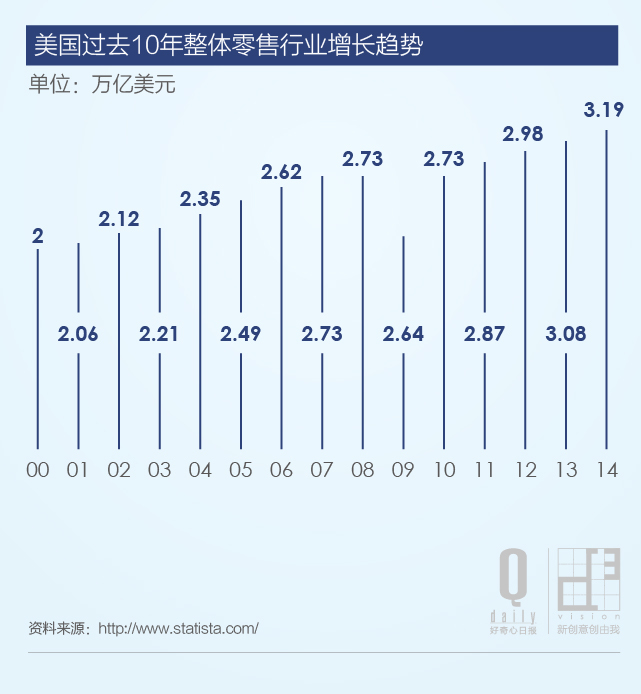 美国过去10年整体零售行业增长趋势
单位：万亿美元
2
2.12
2.35
2.62
2.73
2.73
2.98
3.19
2.06
2.21
2.49
2.73
2.64
2.87
3.08
00 01 02 03 04 05 06 07 08 09 10 11 12 13 14
资料来源：http://www.statista.com/
Q
daily
好奇心日报
vision
新创意创由我